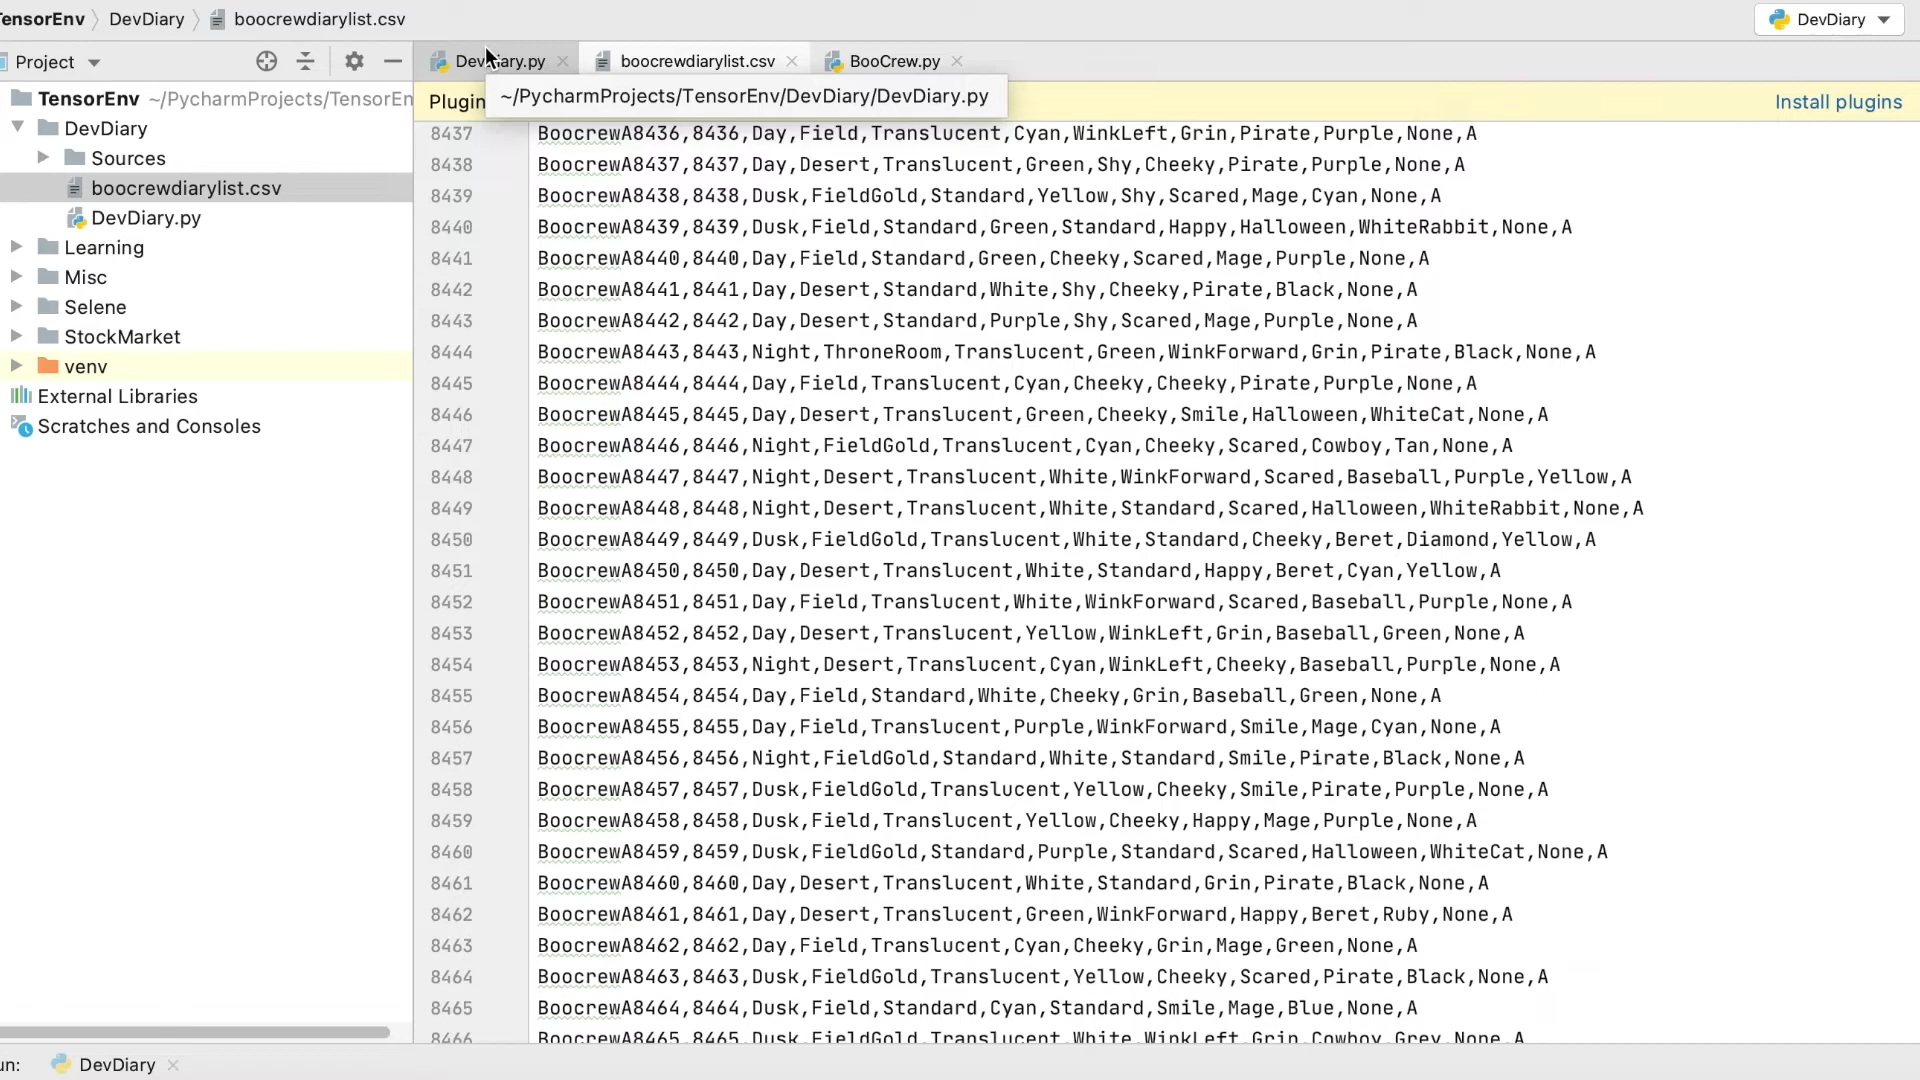 TensorEnv DevDiary boocrewdiarylist.csv
DevDiary
Project
DevDiary.py
boocrewdiarylist.csv
BooCrew.py
~/PycharmProjects/TensorEnv/DevDiary/DevDiary.py
Plugin
Install plugins
TensorEnv ~/PycharmProjects/TensorEn
DevDiary
Sources
boocrewdiarylist.csv
DevDiary.py
Learning
Misc
Selene
StockMarket
venv
External Libraries
Scratches and Consoles
8437 BoocrewA8436,8436,Day,Field,Translucent,Cyan,WinkLeft,Grin,Pirate,Purple,None,A
8438 BoocrewA8437,8437,Day,Desert,Translucent,Green,Shy,Cheeky,Pirate,Purple,None,A
8439 BoocrewA8438,8438,Dusk,FieldGold,Standard,Yellow,Shy,Scared,Mage,Cyan,None,A
8440 BoocrewA8439,8439,Dusk,Field,Standard,Green,Standard,Happy,Halloween,WhiteRabbit,None,A
8441 BoocrewA8440,8440,Day,Field,Standard,Green,Cheeky,Scared,Mage,Purple,None,A
8442 BoocrewA8441,8441,Day,Desert,Standard,White,Shy,Cheeky,Pirate,Black,None,A
8443 BoocrewA8442,8442,Day,Desert,Standard,Purple,Shy,Scared,Mage,Purple,None,A
8444 BoocrewA8443,8443,Night,ThroneRoom,Translucent,Green,WinkForward,Grin,Pirate,Black,None,A
8445 BoocrewA8444,8444,Day,Field,Translucent,Cyan,Cheeky,Cheeky,Pirate,Purple,None,A
8446 BoocrewA8445,8445,Day,Desert,Translucent,Green,Cheeky,Smile,Halloween,WhiteCat,None,A
8447 BoocrewA8446,8446,Night,FieldGold,Translucent,Cyan,Cheeky,Scared,Cowboy,Tan,None,A
8448 BoocrewA8447,8447,Night,Desert,Translucent,White,WinkForward,Scared,Baseball,Purple,Yellow,A
8449 BoocrewA8448,8448,Night,Desert,Translucent,White,Standard,Scared,Halloween,WhiteRabbit,None,A
8450 BoocrewA8449,8449,Dusk,FieldGold,Translucent,White,Standard,Cheeky,Beret,Diamond,Yellow,A
8451 BoocrewA8450,8450,Day,Desert,Translucent,White,Standard,Happy,Beret,Cyan,Yellow,A
8452 BoocrewA8451,8451,Day,Field,Translucent,White,WinkForward,Scared,Baseball,Purple,None,A
8453 BoocrewA8452,8452,Day,Desert,Translucent,Yellow,WinkLeft,Grin,Baseball,Green,None,A
8454 BoocrewA8453,8453,Night,Desert,Translucent,Cyan,WinkLeft,Cheeky,Baseball,Purple,None,A
8455 BoocrewA8454,8454,Day,Field,Standard,White,Cheeky,Grin,Baseball,Green,None,A
8456 BoocrewA8455,8455,Day,Field,Translucent,Purple,WinkForward,Smile,Mage,Cyan,None,A
8457 BoocrewA8456,8456,Night,FieldGold,Standard,White,Standard,Smile,Pirate,Black,None,A
8458 BoocrewA8457,8457,Dusk,FieldGold,Translucent,Yellow,Cheeky,Smile,Pirate,Purple,None,A
8459 BoocrewA8458,8458,Dusk,Field,Translucent,Yellow,Cheeky,Happy,Mage,Purple,None,A
8460 BoocrewA8459,8459,Dusk,FieldGold,Standard,Purple,Standard,Scared,Halloween,WhiteCat,None,A
8461 BoocrewA8460,8460,Day,Desert,Translucent,White,Standard,Grin,Pirate,Black,None,A
8462 BoocrewA8461,8461,Day,Desert,Translucent,Green,WinkForward,Happy,Beret,Ruby,None,A
8463 BoocrewA8462,8462,Day,Field,Translucent,Cyan,Cheeky,Grin,Mage,Green,None,A
8464 BoocrewA8463,8463,Dusk,FieldGold,Translucent,Yellow,Cheeky,Scared,Pirate,Black,None,A
8465 BoocrewA8464,8464,Dusk,Field,Standard,Cyan,Standard,Smile,Mage,Blue,None,A
8466 BoocrewA8465,8465,Dusk,FieldGold,Translucent,White,WinkLeft,Grin,Cowboy,Grey,None,A
un: DevDiary